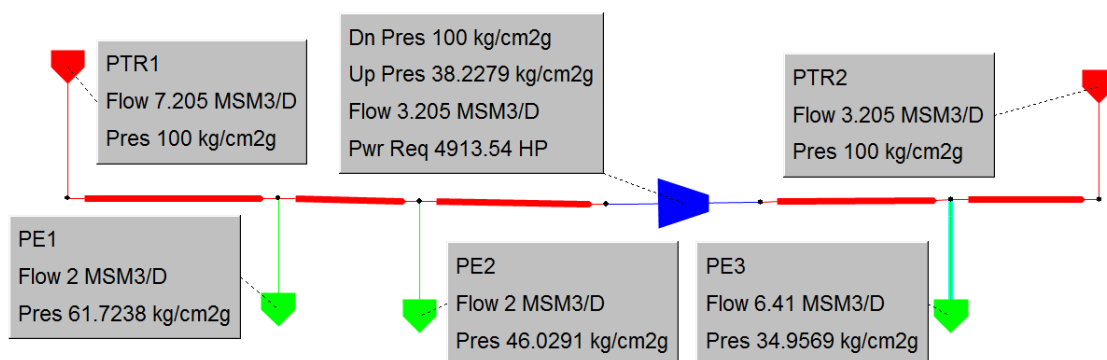 PTR1
Flow 7.205 MSM3/D
Pres 100 kg/cm2g
Dn Pres 100 kg/cm2g
Up Pres 38.2279 kg/cm2g
Flow 3.205 MSM3/D
Pwr Req 4913.54 HP
PTR2
Flow 3.205 MSM3/D
Pres 100 kg/cm2g
PE1
Flow 2 MSM3/D
Pres 61.7238 kg/cm2g
PE2
Flow 2 MSM3/D
Pres 46.0291 kg/cm2g
PE3
Flow 6.41 MSM3/D
Pres 34.9569 kg/cm2g